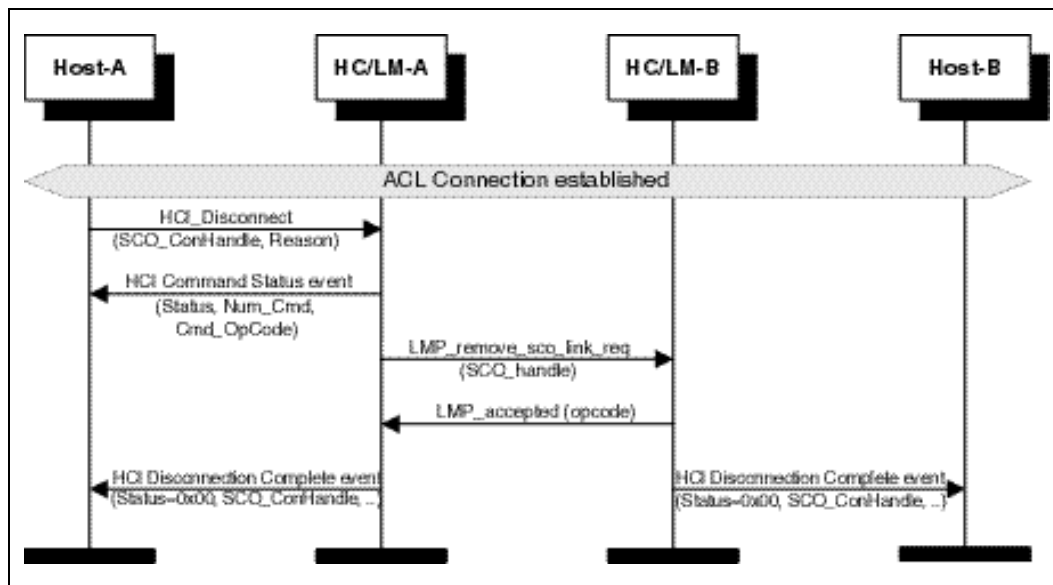 Host-A
HC/LM-A
HC/LM-B
Host-B
ACL Connection established
HCI_Disconnect
(SCO_ConHandle, Reason)
HCI Command Status event
(Status, Num_Cmd,
Cmd_OpCode)
LMP_remove_sco_link_req
(SCO_handle)
LMP_accepted (opcode)
HCI Disconnection Complete event
(Status=0x00, SCO_ConHandle, ..)
HCI Disconnection Complete event
(Status=0x00, SCO_ConHandle, ..)